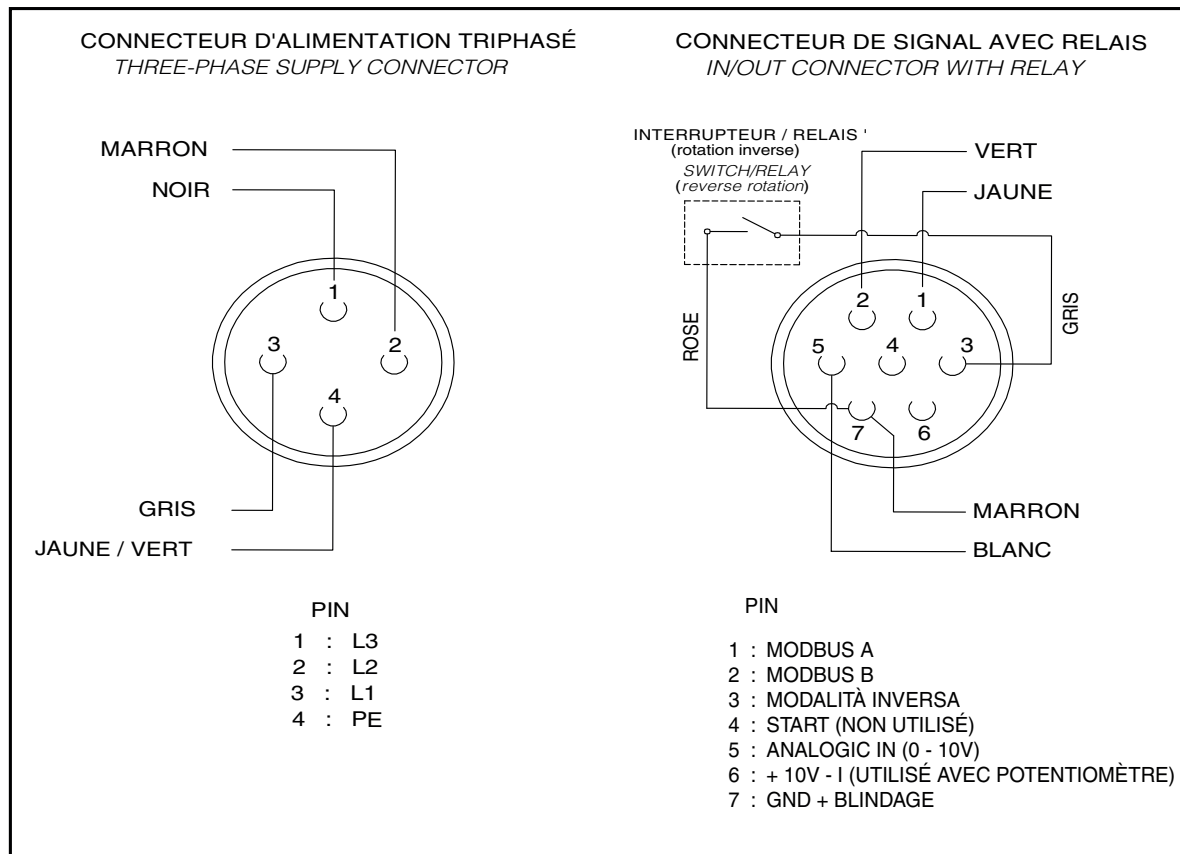 CONNECTEUR D'ALIMENTATION TRIPHASÉ
THREE-PHASE SUPPLY CONNECTOR
MARRON
NOIR
1
3
2
4
GRIS
JAUNE / VERT
PIN
1 : L3
2 : L2
3 : L1
4 : PE
CONNECTEUR DE SIGNAL AVEC RELAIS
IN/OUT CONNECTOR WITH RELAY
INTERRUPTEUR / RELAIS '
(rotation inverse)
SWITCH/RELAY
(reverse rotation)
VERT
JAUNE
ROSE
GRIS
2 1
5 4 3
7 6
MARRON
BLANC
PIN
1 : MODBUS A
2 : MODBUS B
3 : MODALITÀ INVERSA
4 : START (NON UTILISÉ)
5 : ANALOGIC IN (0 - 10V)
6 : + 10V - I (UTILISÉ AVEC POTENTIOMÈTRE)
7 : GND + BLINDAGE